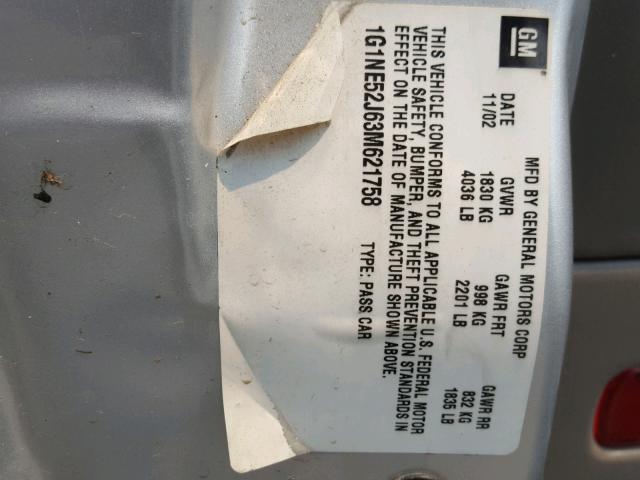 GM
MFD BY GENERAL MOTORS CORP
DATE GVWR GAWR FRT GAWR RR
11/02 1830 KG 998 KG 832 KG
4036 LB 2201 LB 1835 LB
THIS VEHICLE CONFORMS TO ALL APPLICABLE U.S. FEDERAL MOTOR
VEHICLE SAFETY, BUMPER, AND THEFT PREVENTION STANDARDS IN
EFFECT ON THE DATE OF MANUFACTURE SHOWN ABOVE.
1G1NE52J63M621758 TYPE: PASS CAR